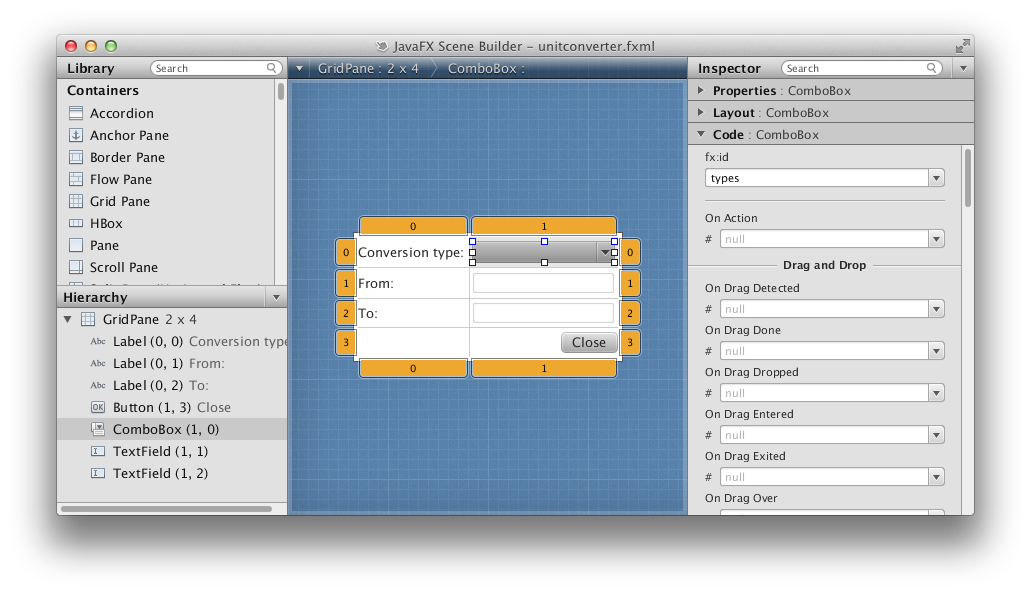 JavaFX Scene Builder – unitconverter.fxml
Library
Search
Containers
Accordion
Anchor Pane
Border Pane
Flow Pane
Grid Pane
HBox
Pane
Scroll Pane
Hierarchy
GridPane 2 x 4
Abc Label (0, 0) Conversion type
Abc Label (0, 1) From:
Abc Label (0, 2) To:
OK Button (1, 3) Close
ComboBox (1, 0)
TextField (1, 1)
TextField (1, 2)
GridPane : 2 x 4 ComboBox :
0 1
0 Conversion type: 0
1 From: 1
2 To: 2
3 Close 3
0 1
Inspector
Search
Properties : ComboBox
Layout : ComboBox
Code : ComboBox
fx:id
types
On Action
# null
Drag and Drop
On Drag Detected
# null
On Drag Done
# null
On Drag Dropped
# null
On Drag Entered
# null
On Drag Exited
# null
On Drag Over